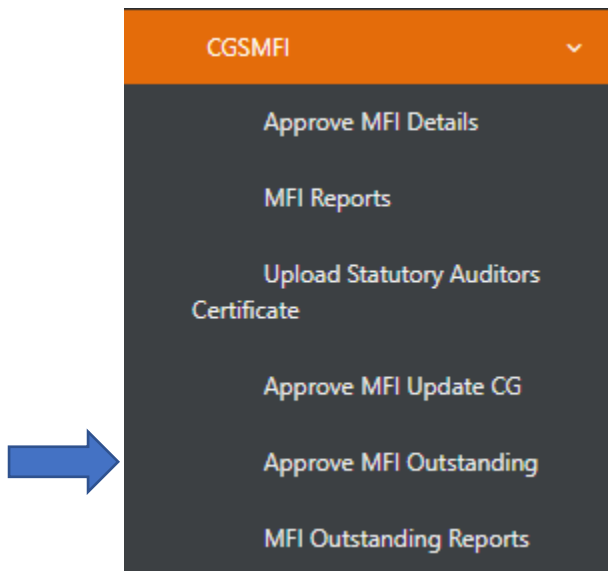 CGSMFI
Approve MFI Details
MFI Reports
Upload Statutory Auditors
Certificate
Approve MFI Update CG
Approve MFI Outstanding
MFI Outstanding Reports